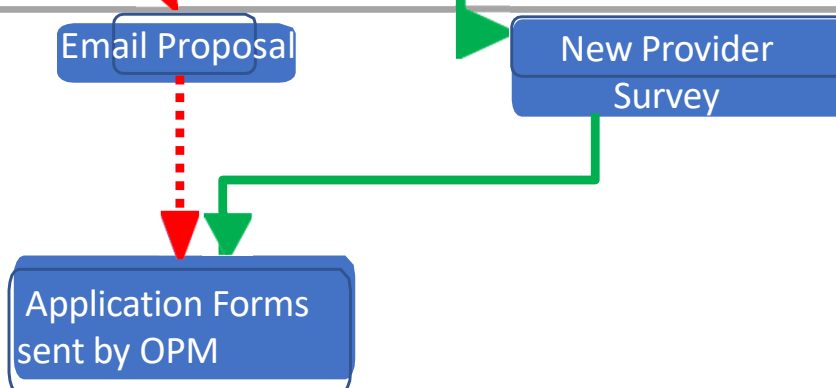 Email Proposal
New Provider
Survey
Application Forms
sent by OPM